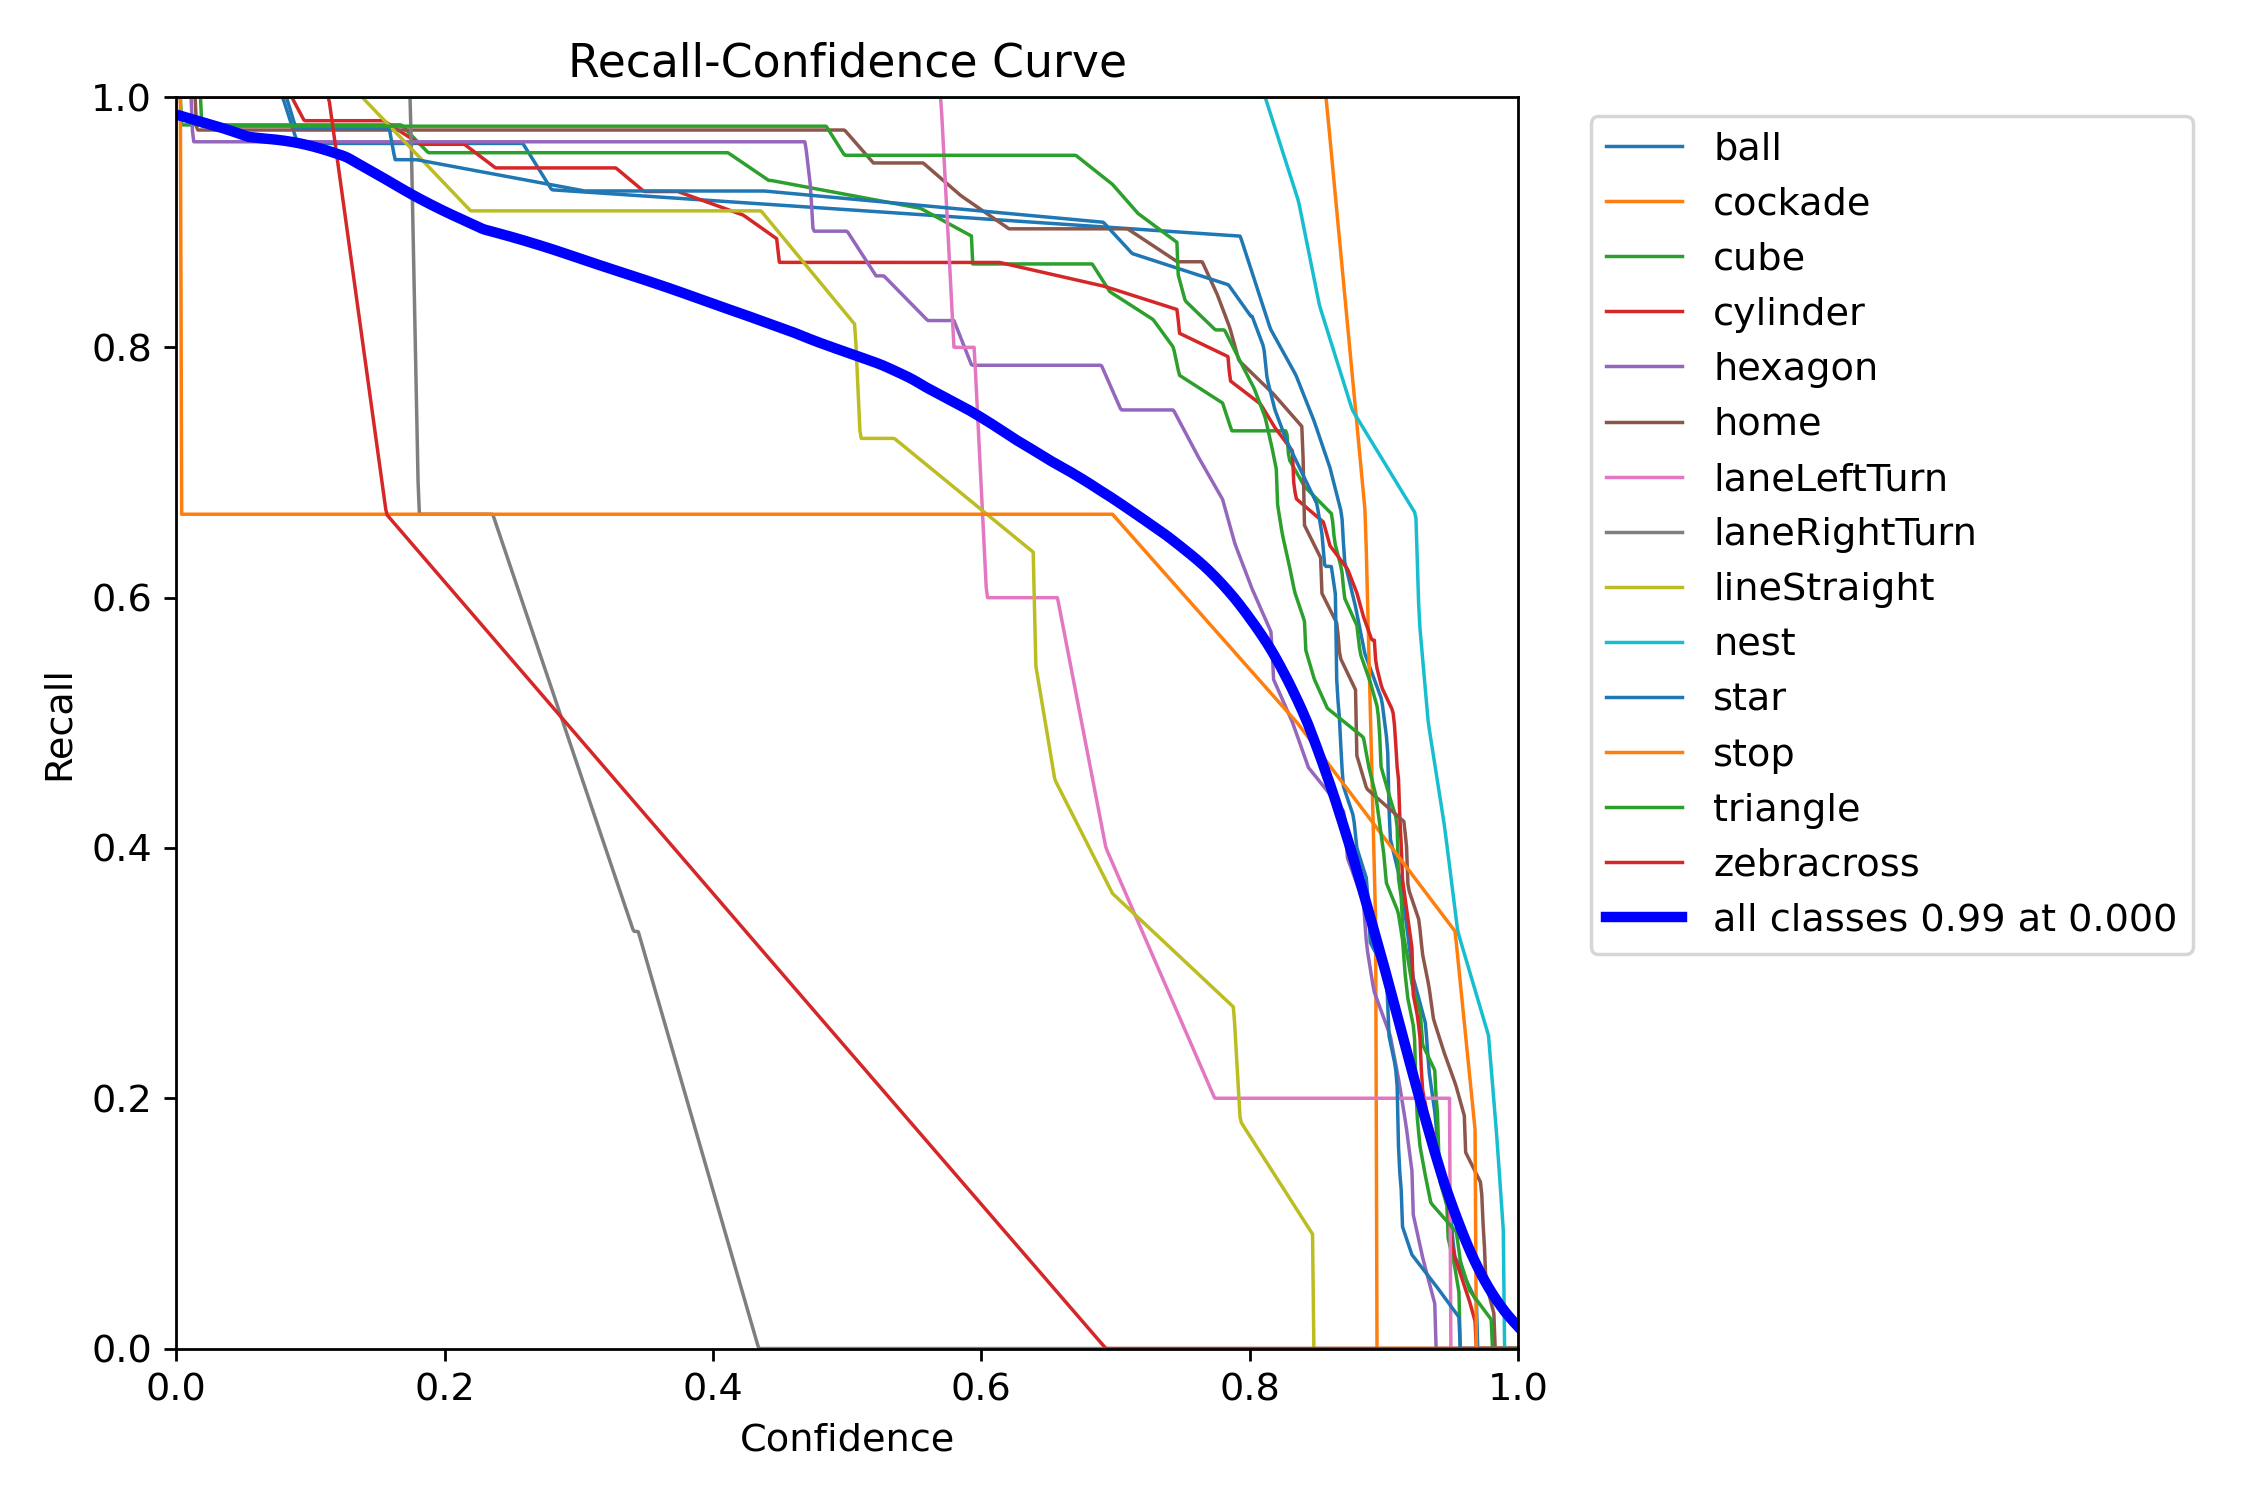 Recall-Confidence Curve
1.0
0.8
0.6
0.4
0.2
0.0
Recall
0.0 0.2 0.4 0.6 0.8 1.0
Confidence
ball
cockade
cube
cylinder
hexagon
home
laneLeftTurn
laneRightTurn
lineStraight
nest
star
stop
triangle
zebracross
all classes 0.99 at 0.000